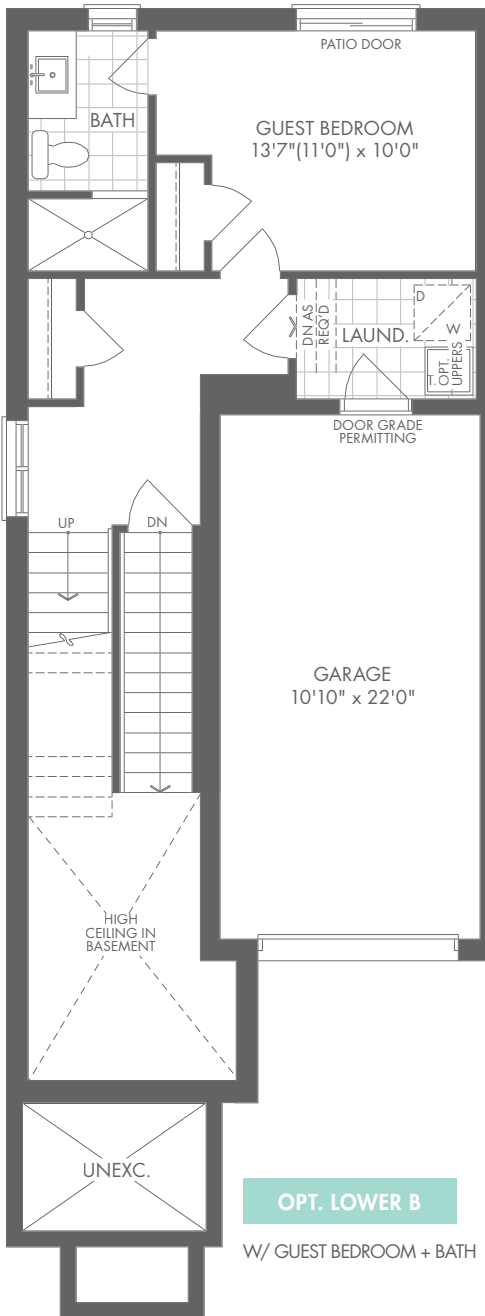 PATIO DOOR
BATH
GUEST BEDROOM
13'7"(11'0") x 10'0"
D
W
DN AS
REQ'D
LAUND.
T.
OPT.
UPPERS
DOOR GRADE
PERMITTING
UP
DN
GARAGE
10'10" x 22'0"
HIGH
CEILING IN
BASEMENT
UNEXC.
OPT. LOWER B
W/ GUEST BEDROOM + BATH